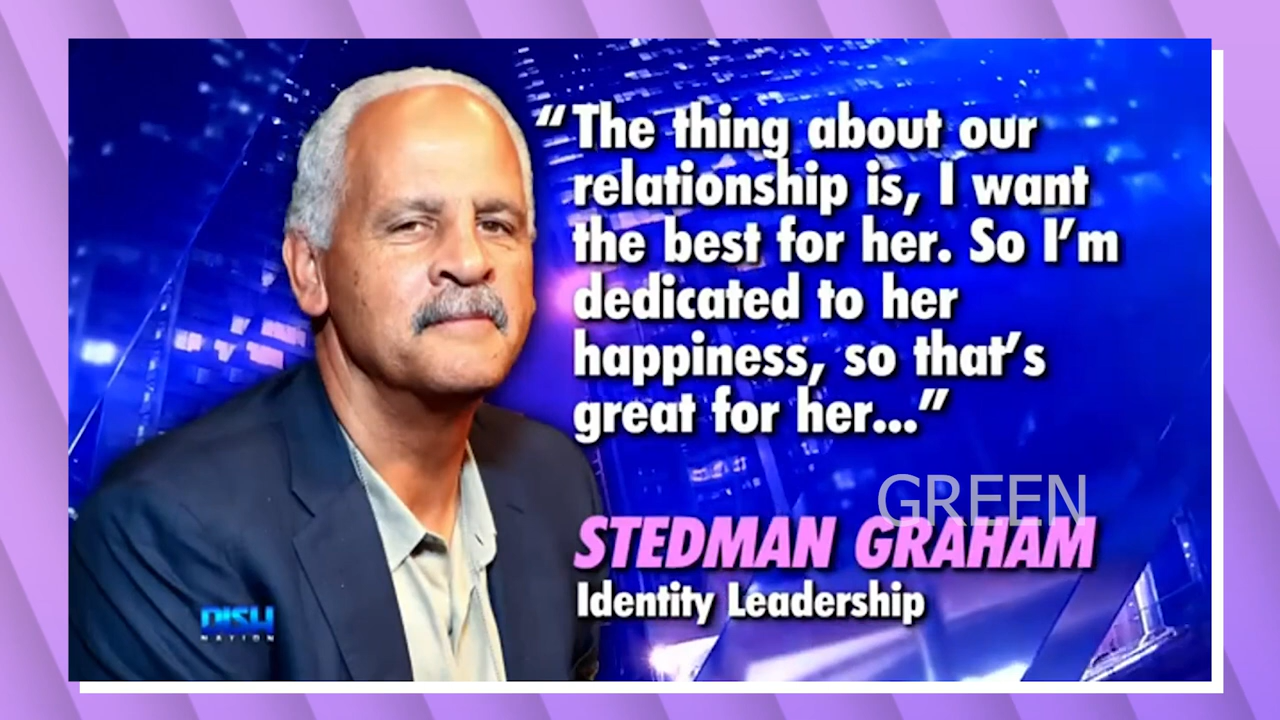 “The thing about our
relationship is, I want
the best for her. So I’m
dedicated to her
happiness, so that’s
great for her...”
GREEN
STEDMAN GRAHAM
Identity Leadership
DISH
NATION